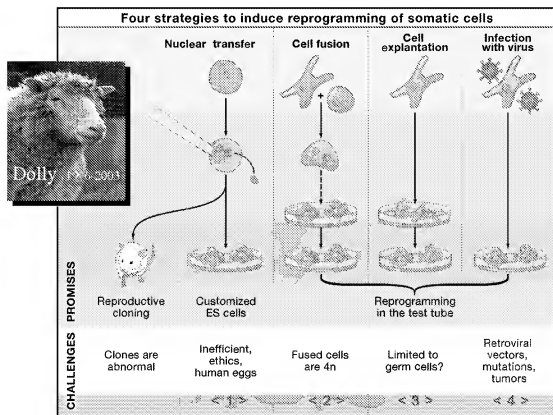 Four strategies to induce reprogramming of somatic cells
Nuclear transfer
Cell fusion
Cell
explantation
Infection
with virus
+
Dolly 1996-2003
PROMISES
Reproductive
cloning
Customized
ES cells
Reprogramming
in the test tube
CHALLENGES
Clones are
abnormal
Inefficient,
ethics,
human eggs
Fused cells
are 4n
Limited to
germ cells?
Retroviral
vectors,
mutations,
tumors
< 1 >
< 2 >
< 3 >
< 4 >